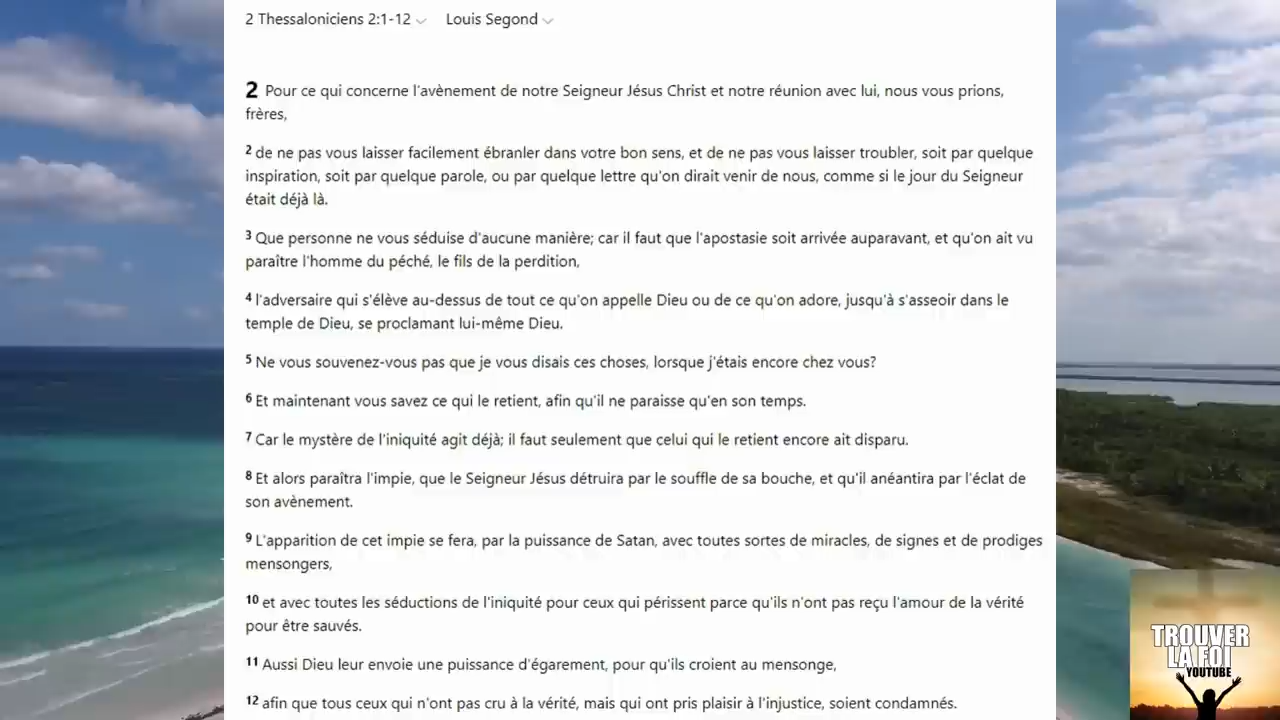 2 Thessaloniciens 2:1-12 Louis Segond
2 Pour ce qui concerne l'avènement de notre Seigneur Jésus Christ et notre réunion avec lui, nous vous prions,
frères,
2 de ne pas vous laisser facilement ébranler dans votre bon sens, et de ne pas vous laisser troubler, soit par quelque
inspiration, soit par quelque parole, ou par quelque lettre qu'on dirait venir de nous, comme si le jour du Seigneur
était déjà là.
3 Que personne ne vous séduise d'aucune manière; car il faut que l'apostasie soit arrivée auparavant, et qu'on ait vu
paraître l'homme du péché, le fils de la perdition,
4 l'adversaire qui s'élève au-dessus de tout ce qu'on appelle Dieu ou de ce qu'on adore, jusqu'à s'asseoir dans le
temple de Dieu, se proclamant lui-même Dieu.
5 Ne vous souvenez-vous pas que je vous disais ces choses, lorsque j'étais encore chez vous?
6 Et maintenant vous savez ce qui le retient, afin qu'il ne paraisse qu'en son temps.
7 Car le mystère de l'iniquité agit déjà; il faut seulement que celui qui le retient encore ait disparu.
8 Et alors paraîtra l'impie, que le Seigneur Jésus détruira par le souffle de sa bouche, et qu'il anéantira par l'éclat de
son avènement.
9 L'apparition de cet impie se fera, par la puissance de Satan, avec toutes sortes de miracles, de signes et de prodiges
mensongers,
10 et avec toutes les séductions de l'iniquité pour ceux qui périssent parce qu'ils n'ont pas reçu l'amour de la vérité
pour être sauvés.
11 Aussi Dieu leur envoie une puissance d'égarement, pour qu'ils croient au mensonge,
12 afin que tous ceux qui n'ont pas cru à la vérité, mais qui ont pris plaisir à l'injustice, soient condamnés.
TROUVER
LA FOI
YOUTUBE